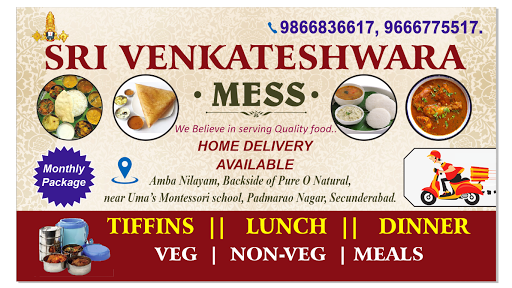 9866836617, 9666775517.
SRI VENKATESHWARA
• MESS •
We Believe in serving Quality food..
HOME DELIVERY
AVAILABLE
Monthly
Package
Amba Nilayam, Backside of Pure O Natural,
near Uma's Montessori school, Padmarao Nagar, Secunderabad.
TIFFINS || LUNCH || DINNER
VEG | NON-VEG | MEALS